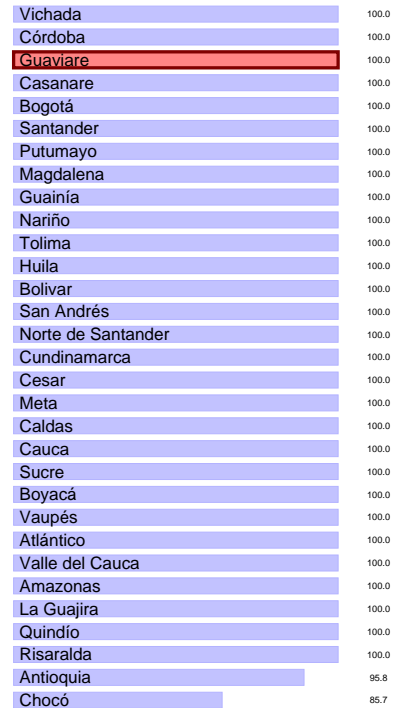 Vichada 100.0
Córdoba 100.0
Guaviare 100.0
Casanare 100.0
Bogotá 100.0
Santander 100.0
Putumayo 100.0
Magdalena 100.0
Guainía 100.0
Nariño 100.0
Tolima 100.0
Huila 100.0
Bolivar 100.0
San Andrés 100.0
Norte de Santander 100.0
Cundinamarca 100.0
Cesar 100.0
Meta 100.0
Caldas 100.0
Cauca 100.0
Sucre 100.0
Boyacá 100.0
Vaupés 100.0
Atlántico 100.0
Valle del Cauca 100.0
Amazonas 100.0
La Guajira 100.0
Quindío 100.0
Risaralda 100.0
Antioquia 95.8
Chocó 85.7